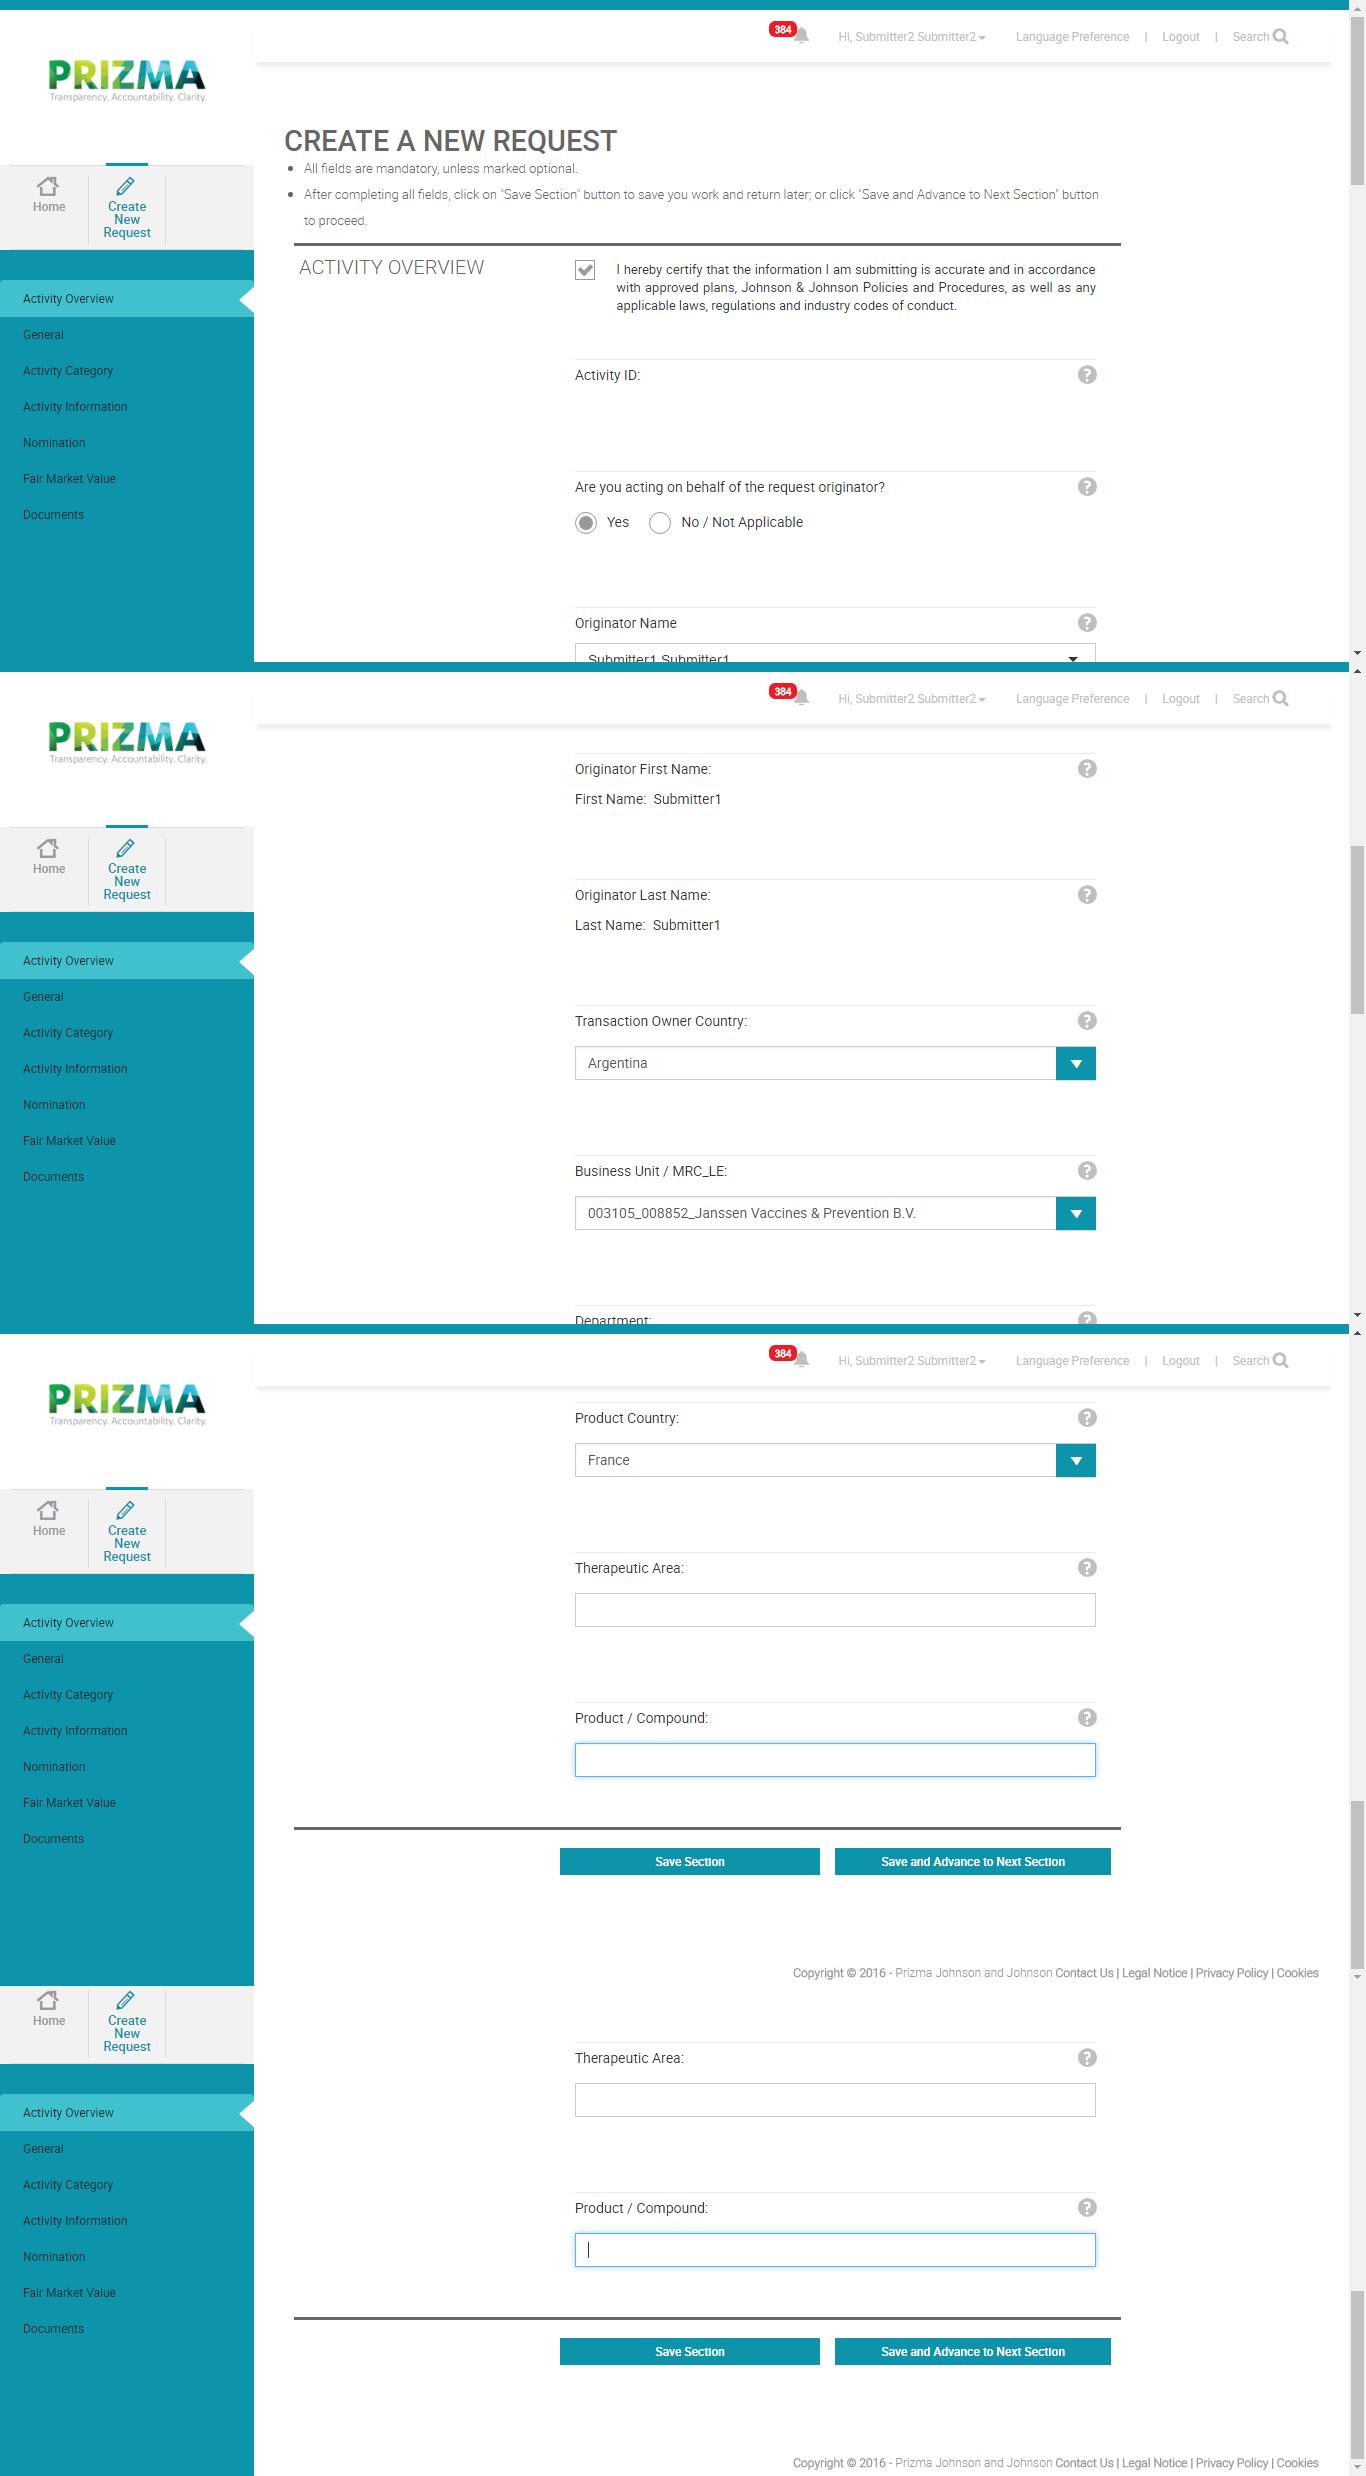 384
Hi, Submitter2 Submitter2
Language Preference | Logout | Search
PRIZMA
Transparency. Accountability. Clarity.
Home
Create
New
Request
Activity Overview
General
Activity Category
Activity Information
Nomination
Fair Market Value
Documents
CREATE A NEW REQUEST
All fields are mandatory, unless marked optional.
After completing all fields, click on "Save Section" button to save you work and return later; or click "Save and Advance to Next Section" button
to proceed.
ACTIVITY OVERVIEW
I hereby certify that the information I am submitting is accurate and in accordance
with approved plans, Johnson & Johnson Policies and Procedures, as well as any
applicable laws, regulations and industry codes of conduct.
Activity ID:
?
Are you acting on behalf of the request originator?
?
Yes
No / Not Applicable
Originator Name
?
Submitter1 Submitter1
384
Hi, Submitter2 Submitter2
Language Preference | Logout | Search
PRIZMA
Transparency. Accountability. Clarity.
Home
Create
New
Request
Activity Overview
General
Activity Category
Activity Information
Nomination
Fair Market Value
Documents
Originator First Name:
?
First Name: Submitter1
Originator Last Name:
?
Last Name: Submitter1
Transaction Owner Country:
?
Argentina
Business Unit / MRC_LE:
?
003105_008852_Janssen Vaccines & Prevention B.V.
Department:
?
384
Hi, Submitter2 Submitter2
Language Preference | Logout | Search
PRIZMA
Transparency. Accountability. Clarity.
Home
Create
New
Request
Activity Overview
General
Activity Category
Activity Information
Nomination
Fair Market Value
Documents
Product Country:
?
France
Therapeutic Area:
?
Product / Compound:
?
Save Section
Save and Advance to Next Section
Copyright © 2016 - Prizma Johnson and Johnson Contact Us | Legal Notice | Privacy Policy | Cookies
Home
Create
New
Request
Activity Overview
General
Activity Category
Activity Information
Nomination
Fair Market Value
Documents
Therapeutic Area:
?
Product / Compound:
?
Save Section
Save and Advance to Next Section
Copyright © 2016 - Prizma Johnson and Johnson Contact Us | Legal Notice | Privacy Policy | Cookies